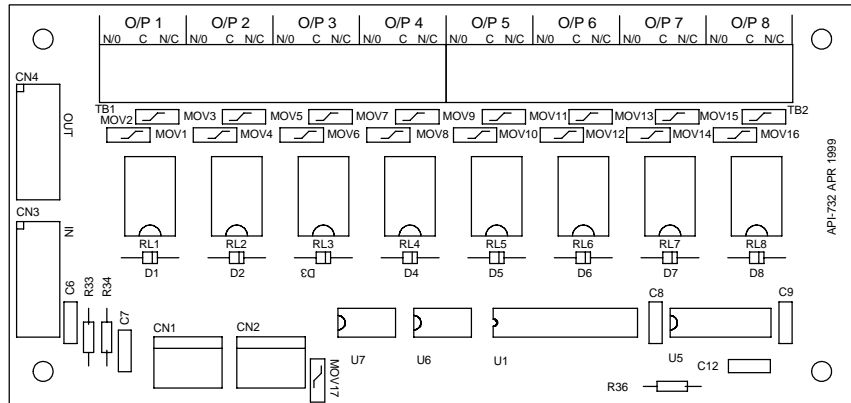 O/P 1 O/P 2 O/P 3 O/P 4 O/P 5 O/P 6 O/P 7 O/P 8
N/0 C N/C N/0 C N/C N/0 C N/C N/0 C N/C N/0 C N/C N/0 C N/C N/0 C N/C N/0 C N/C
CN4
OUT
TB1 TB2
MOV2 MOV3 MOV5 MOV7 MOV9 MOV11 MOV13 MOV15
MOV1 MOV4 MOV6 MOV8 MOV10 MOV12 MOV14 MOV16
API-732 APR 1999
CN3
IN
RL1 RL2 RL3 RL4 RL5 RL6 RL7 RL8
D1 D2 D3 D4 D5 D6 D7 D8
C6 R33 R34 C7
CN1 CN2
MOV17
U7 U6 U1 U5
C8 C9
C12
R36